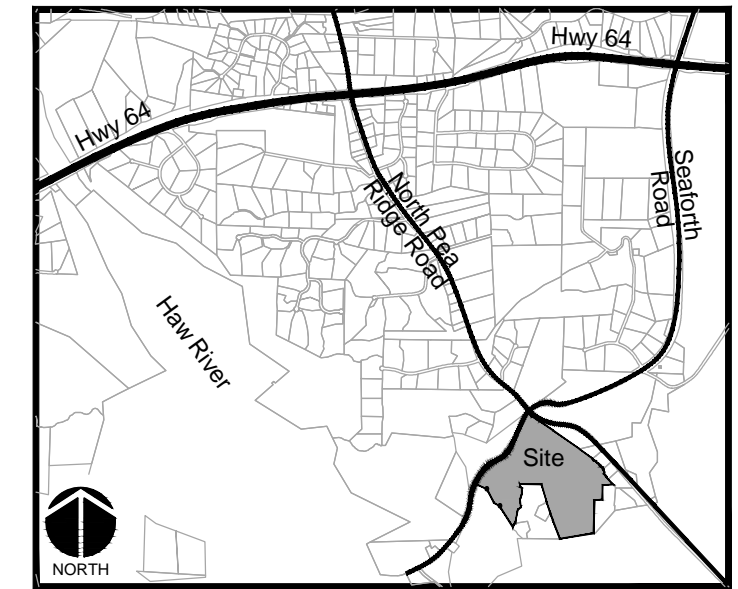 Hwy 64
Hwy 64
North Pea
Ridge Road
Seaforth
Road
Haw River
Site
NORTH